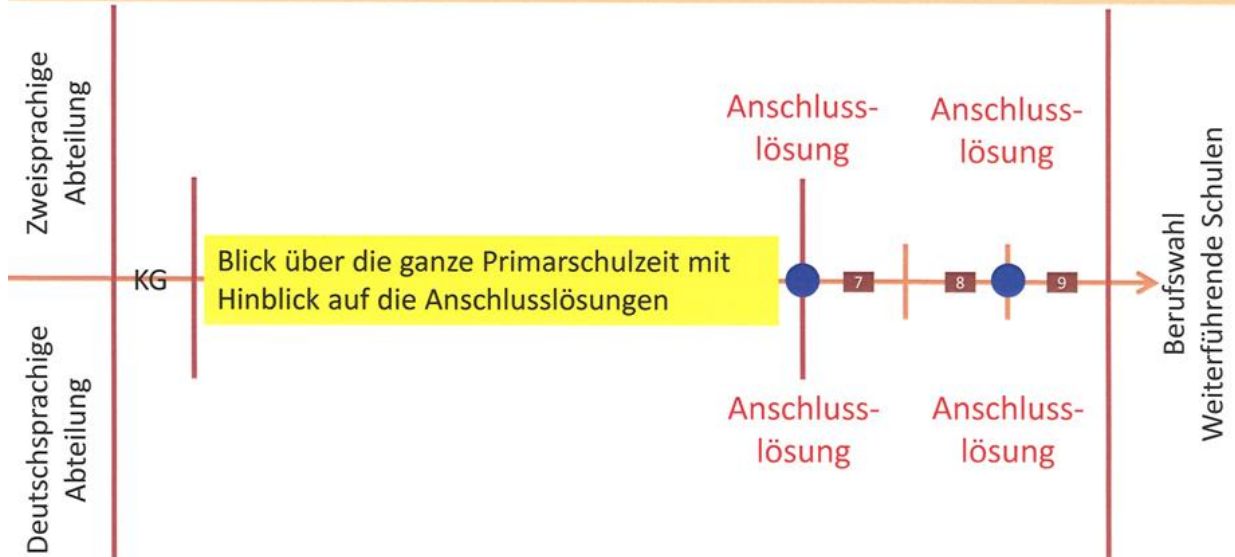 Zweisprachige
Abteilung
Deutschsprachige
Abteilung
KG
Blick über die ganze Primarschulzeit mit
Hinblick auf die Anschlusslösungen
Anschluss-
lösung
Anschluss-
lösung
7
8
9
Anschluss-
lösung
Anschluss-
lösung
Berufswahl
Weiterführende Schulen